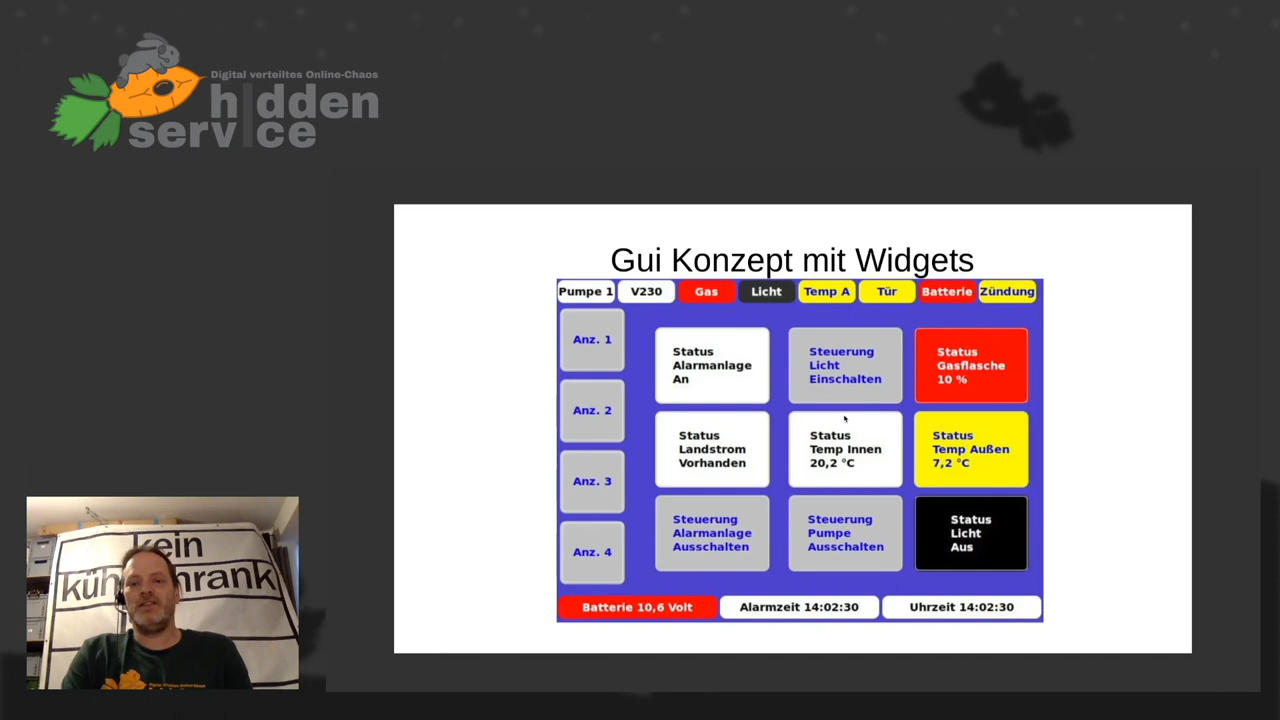 Digital verteiltes Online-Chaos
hidden
service
Gui Konzept mit Widgets
Pumpe 1
V230
Gas
Licht
Temp A
Tür
Batterie
Zündung
Anz. 1
Anz. 2
Anz. 3
Anz. 4
Status
Alarmanlage
An
Steuerung
Licht
Einschalten
Status
Gasflasche
10 %
Status
Landstrom
Vorhanden
Status
Temp Innen
20,2 °C
Status
Temp Außen
7,2 °C
Steuerung
Alarmanlage
Ausschalten
Steuerung
Pumpe
Ausschalten
Status
Licht
Aus
Batterie 10,6 Volt
Alarmzeit 14:02:30
Uhrzeit 14:02:30
kein